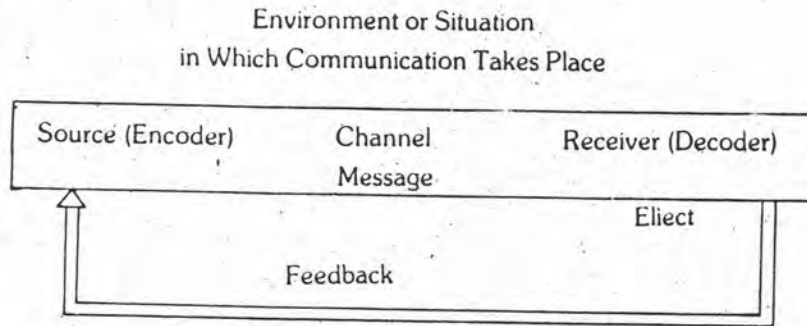 Environment or Situation
in Which Communication Takes Place
Source (Encoder) Channel Receiver (Decoder)
Message
Eliect
Feedback